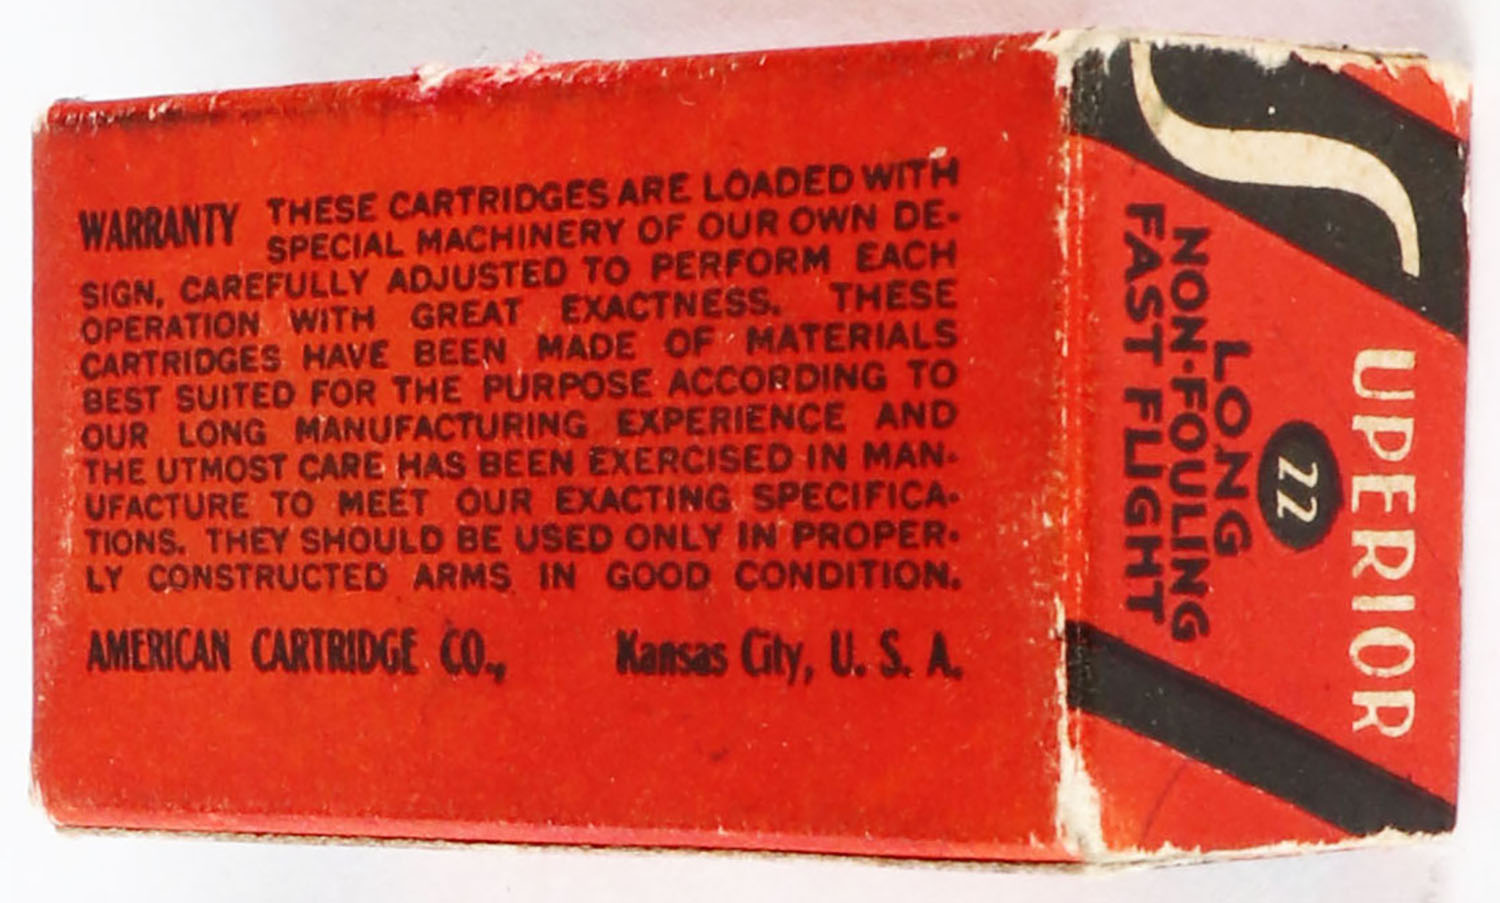 WARRANTY THESE CARTRIDGES ARE LOADED WITH
SPECIAL MACHINERY OF OUR OWN DE-
SIGN, CAREFULLY ADJUSTED TO PERFORM EACH
OPERATION WITH GREAT EXACTNESS. THESE
CARTRIDGES HAVE BEEN MADE OF MATERIALS
BEST SUITED FOR THE PURPOSE ACCORDING TO
OUR LONG MANUFACTURING EXPERIENCE AND
THE UTMOST CARE HAS BEEN EXERCISED IN MAN-
UFACTURE TO MEET OUR EXACTING SPECIFICA-
TIONS. THEY SHOULD BE USED ONLY IN PROPER-
LY CONSTRUCTED ARMS IN GOOD CONDITION.
AMERICAN CARTRIDGE CO., Kansas City, U. S. A.
SUPERIOR
22
LONG
NON-FOULING
FAST FLIGHT